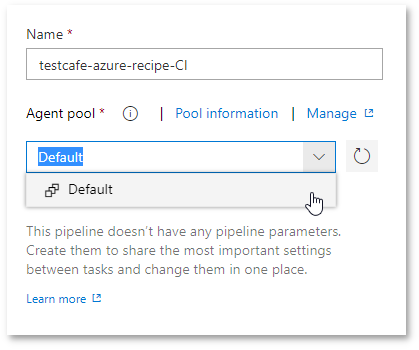 Name *
testcafe-azure-recipe-CI
Agent pool * | Pool information | Manage
Default
Default
This pipeline doesn't have any pipeline parameters.
Create them to share the most important settings
between tasks and change them in one place.
Learn more